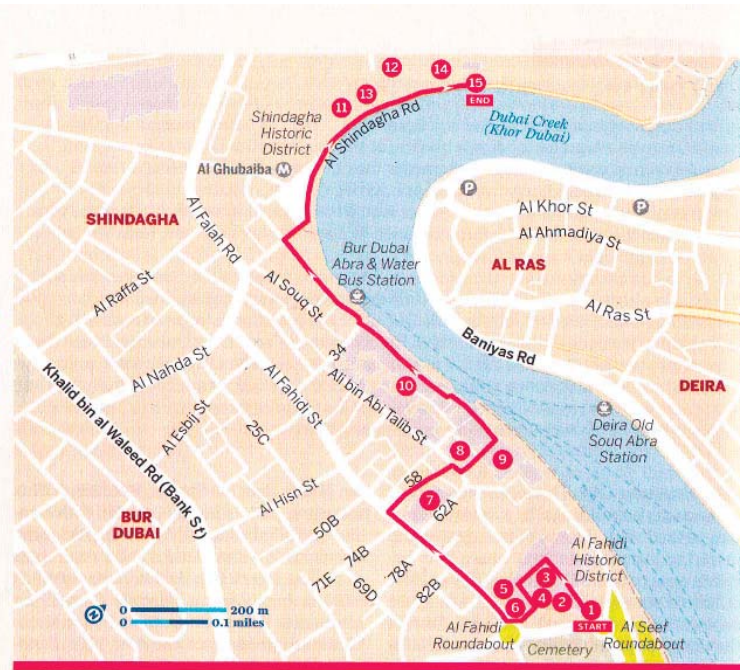 12
14
13
11
15
END
Shindagha
Historic
District
Al Shindagha Rd
Dubai Creek
(Khor Dubai)
Al Ghubaiba M
P
P
Al Khor St
SHINDAGHA
Al Falah Rd
Al Ahmadiya St
Bur Dubai
Abra & Water
Bus Station
AL RAS
Al Raffa St
Al Souq St
Al Ras St
Baniyas Rd
34
Al Nahda St
Khalid bin al Waleed Rd (Bank St)
Al Fahidi St
10
Ali bin Abi Talib St
DEIRA
Al Esbij St
25C
Deira Old
Souq Abra
Station
8
9
58
Al Hisn St
7
62A
BUR
DUBAI
50B
74B
78A
71E
69D
82B
Al Fahidi
Historic
District
3
5
4
2
6
1
START
0 200 m
0 0.1 miles
Al Fahidi
Roundabout
Cemetery
Al Seef
Roundabout